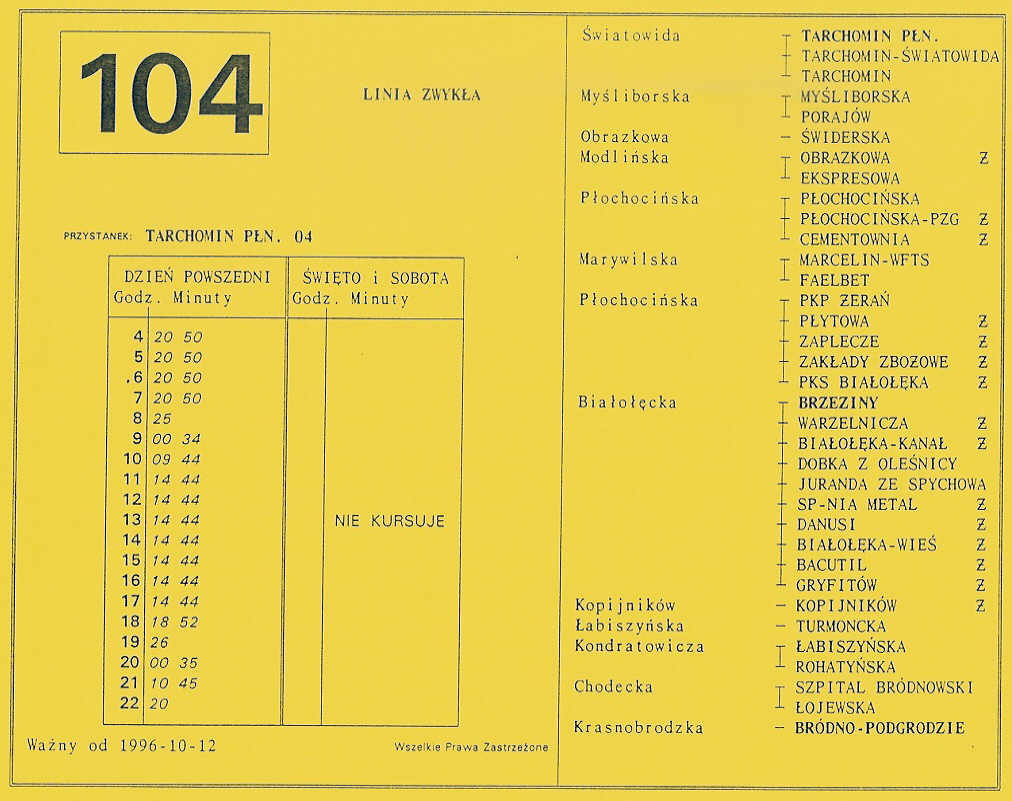 104
LINIA ZWYKŁA
PRZYSTANEK: TARCHOMIN PŁN. 04
DZIEŃ POWSZEDNI ŚWIĘTO i SOBOTA
Godz. Minuty Godz. Minuty
4 20 50
5 20 50
.6 20 50
7 20 50
8 25
9 00 34
10 09 44
11 14 44
12 14 44
13 14 44
14 14 44
15 14 44
16 14 44
17 14 44
18 18 52
19 26
20 00 35
21 10 45
22 20
NIE KURSUJE
Ważny od 1996-10-12
Wszelkie Prawa Zastrzeżone
Światowida TARCHOMIN PŁN.
TARCHOMIN-ŚWIATOWIDA
TARCHOMIN
Myśliborska MYŚLIBORSKA
PORAJÓW
Obrazkowa ŚWIDERSKA
Modlińska OBRAZKOWA Ƶ
EKSPRESOWA
Płochocińska PŁOCHOCIŃSKA
PŁOCHOCIŃSKA-PZG Ƶ
CEMENTOWNIA Ƶ
Marywilska MARCELIN-WFTS
FAELBET
Płochocińska PKP ƵERAŃ
PŁYTOWA Ƶ
ZAPLECZE Ƶ
ZAKŁADY ZBOƵOWE Ƶ
PKS BIAŁOŁĘKA Ƶ
Białołęcka BRZEZINY
WARZELNICZA Ƶ
BIAŁOŁĘKA-KANAŁ Ƶ
DOBKA Z OLEŚNICY
JURANDA ZE SPYCHOWA
SP-NIA METAL Ƶ
DANUSI Ƶ
BIAŁOŁĘKA-WIEŚ Ƶ
BACUTIL Ƶ
GRYFITÓW Ƶ
Kopijników KOPIJNIKÓW Ƶ
Łabiszyńska TURMONCKA
Kondratowicza ŁABISZYŃSKA
ROHATYŃSKA
Chodecka SZPITAL BRÓDNOWSKI
ŁOJEWSKA
Krasnobrodzka BRÓDNO-PODGRODZIE